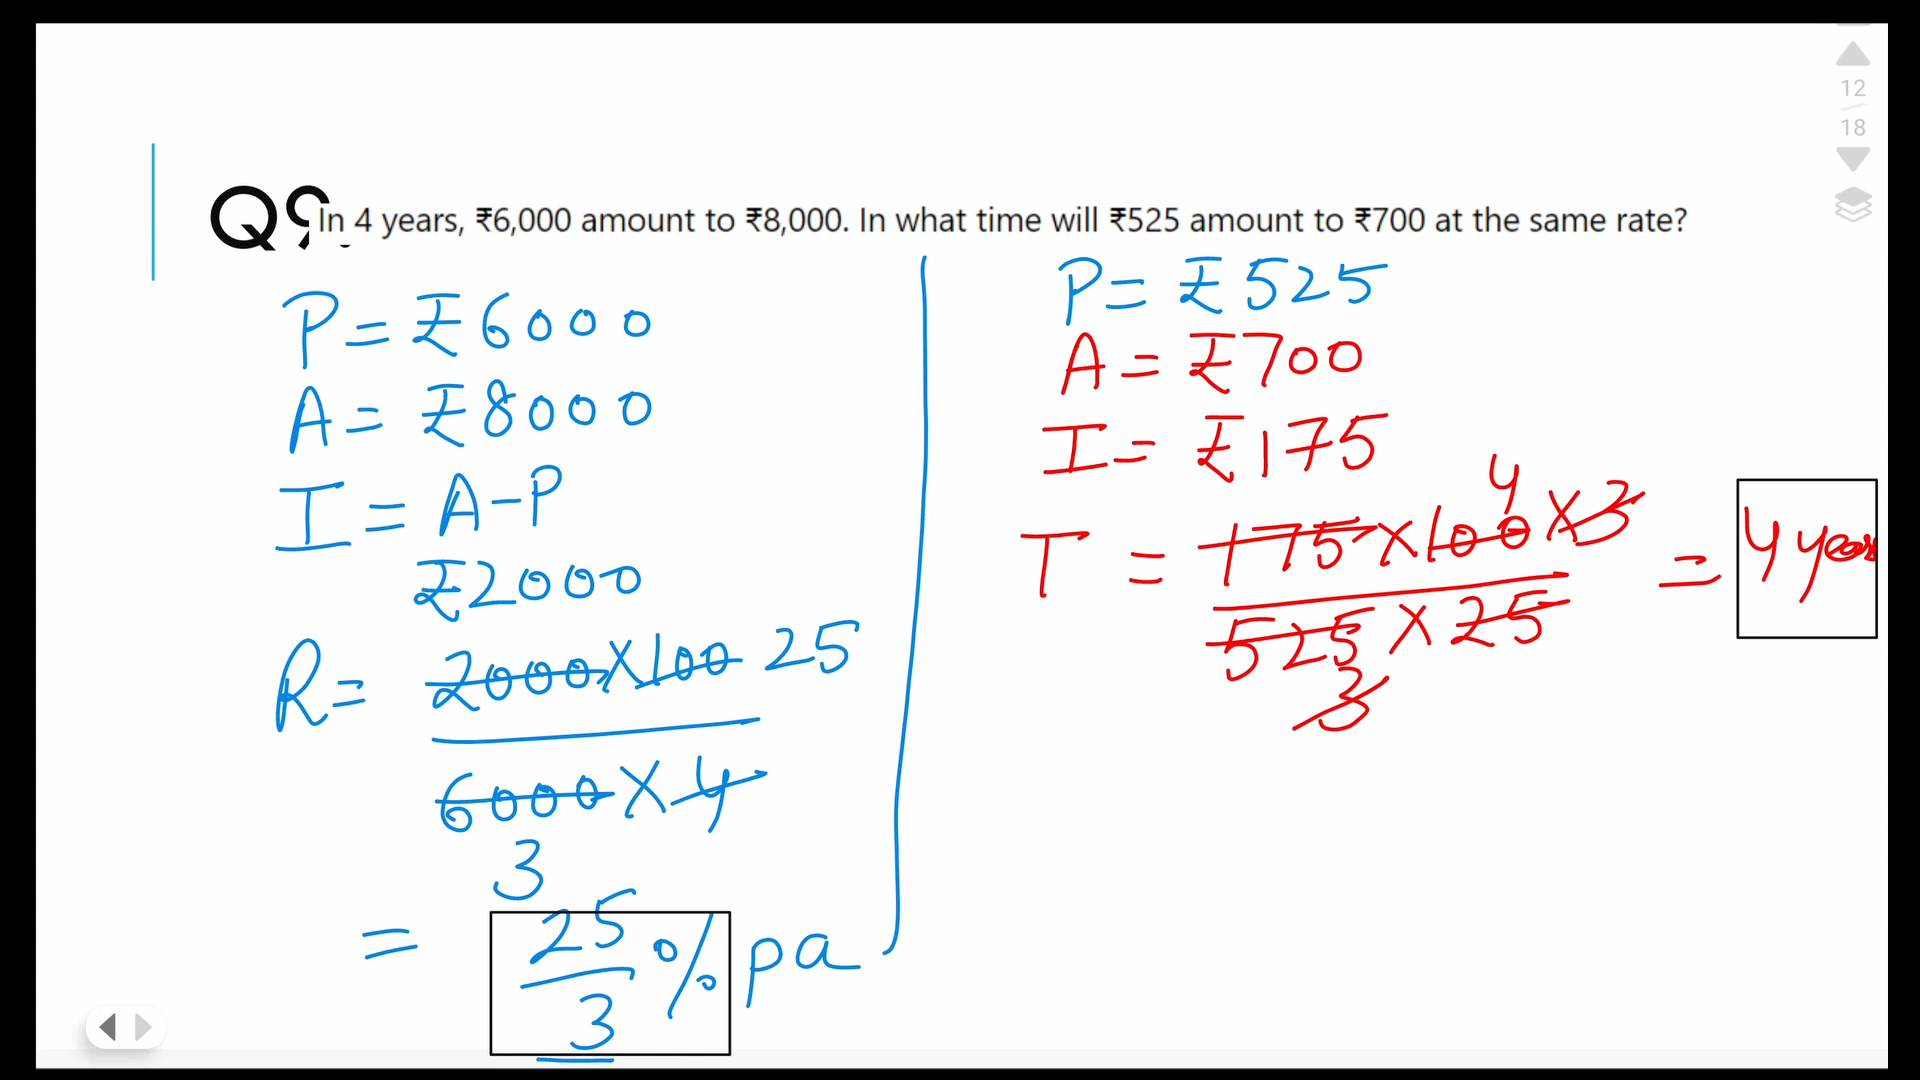 12
18
Q9. In 4 years, ₹6,000 amount to ₹8,000. In what time will ₹525 amount to ₹700 at the same rate?
P = ₹6000
A = ₹8000
I = A-P
₹2000
R = 2000 X 100 25
6000 X 4
3
= 25
3 % pa
P = ₹525
A = ₹700
I = ₹175
4
T = 175 X 100 X 3 = 4 years
525 X 25
3